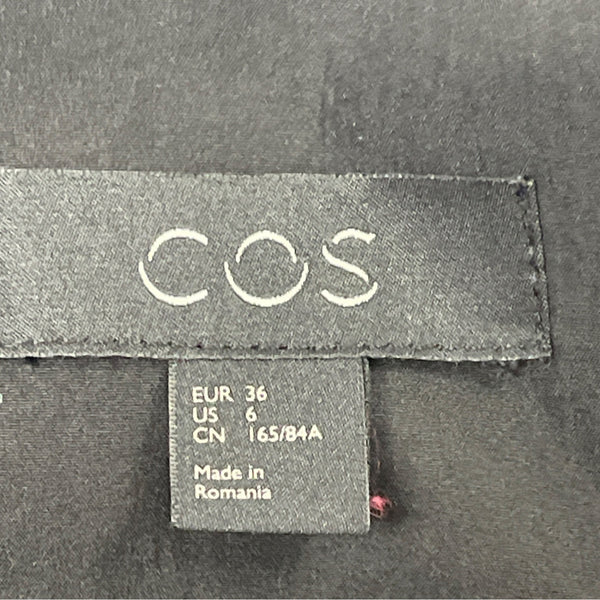 COS
EUR 36
US 6
CN 165/84A
Made in
Romania